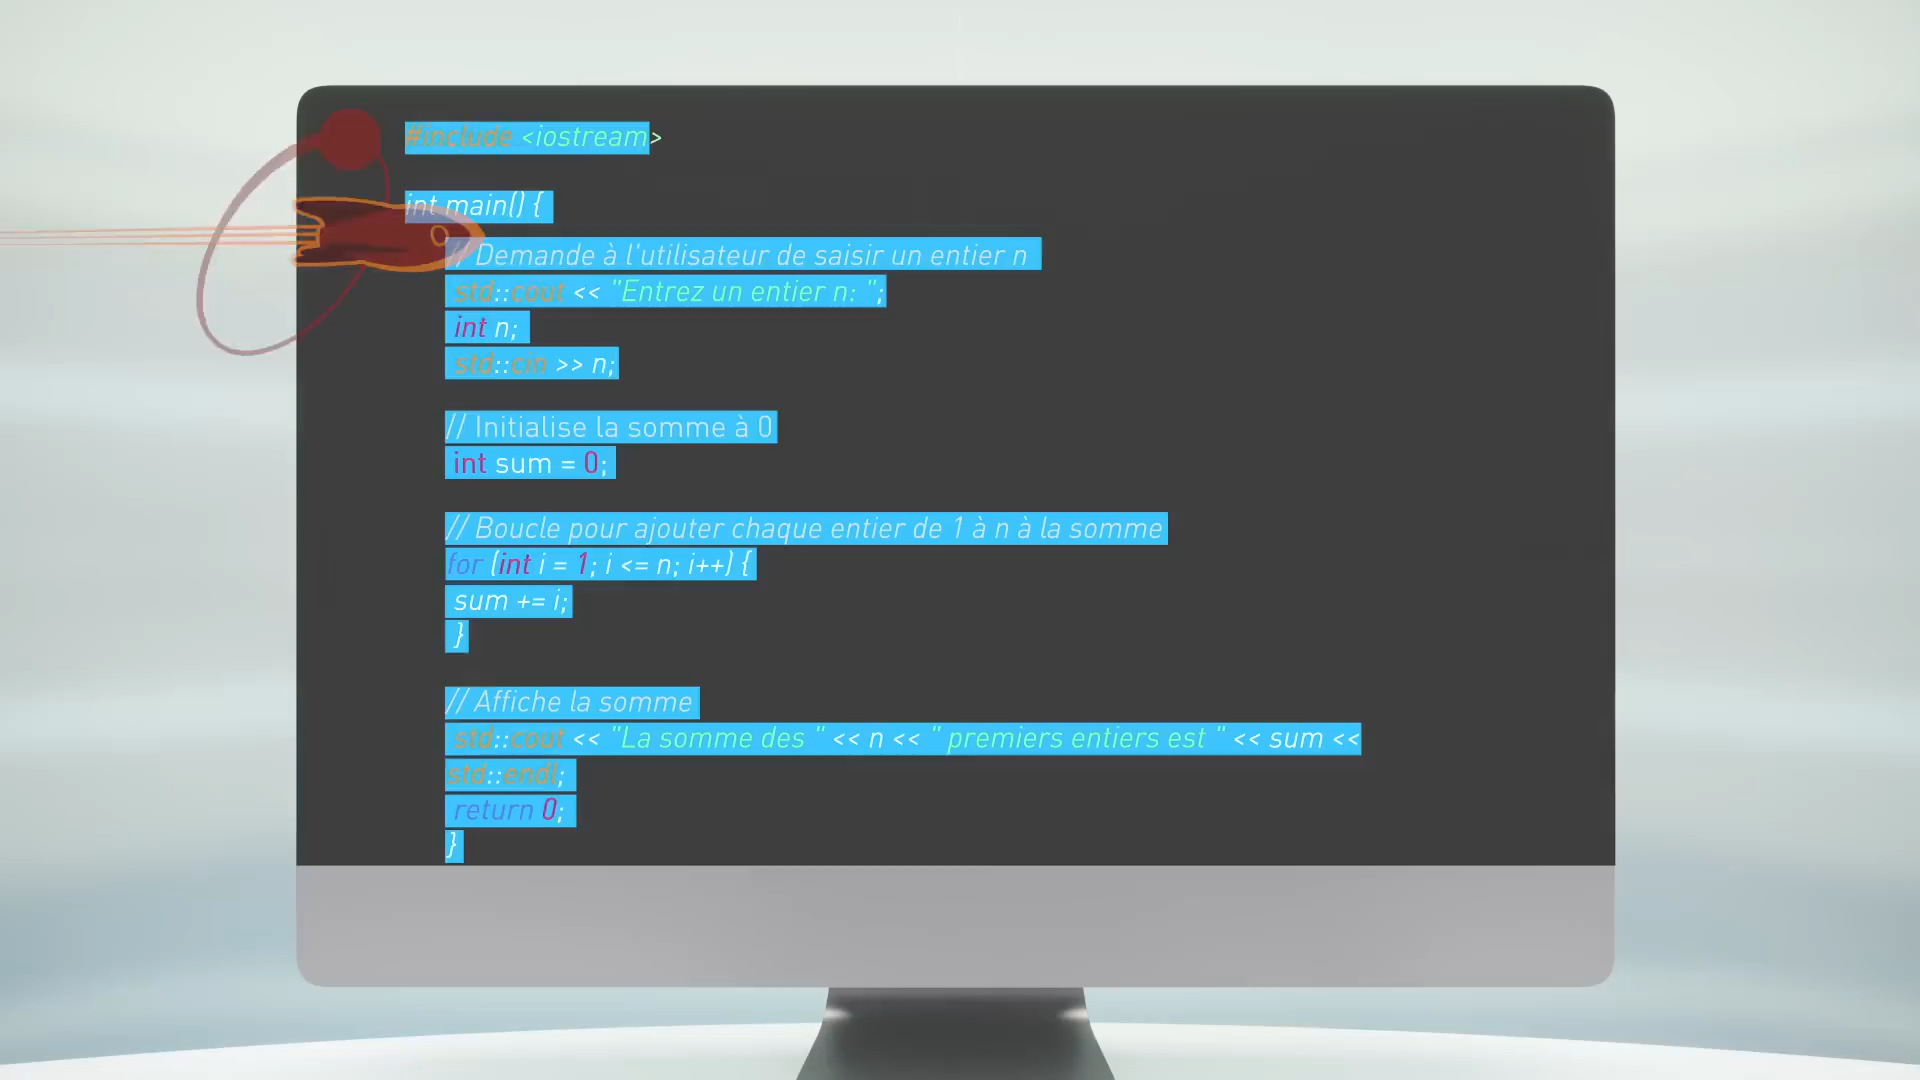 #include <iostream>
int main() {
// Demande à l'utilisateur de saisir un entier n
std::cout << "Entrez un entier n: ";
int n;
std::cin >> n;
// Initialise la somme à 0
int sum = 0;
// Boucle pour ajouter chaque entier de 1 à n à la somme
for (int i = 1; i <= n; i++) {
sum += i;
}
// Affiche la somme
std::cout << "La somme des " << n << " premiers entiers est " << sum <<
std::endl;
return 0;
}